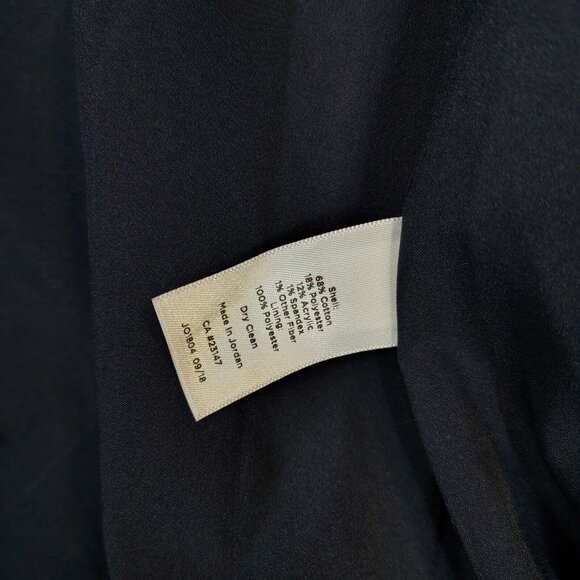 Shell:
68% Cotton
18% Polyester
12% Acrylic
1% Spandex
1% Other Fiber
Lining:
100% Polyester
Dry Clean
Made In Jordan
CA #23147
JO1804 09/18